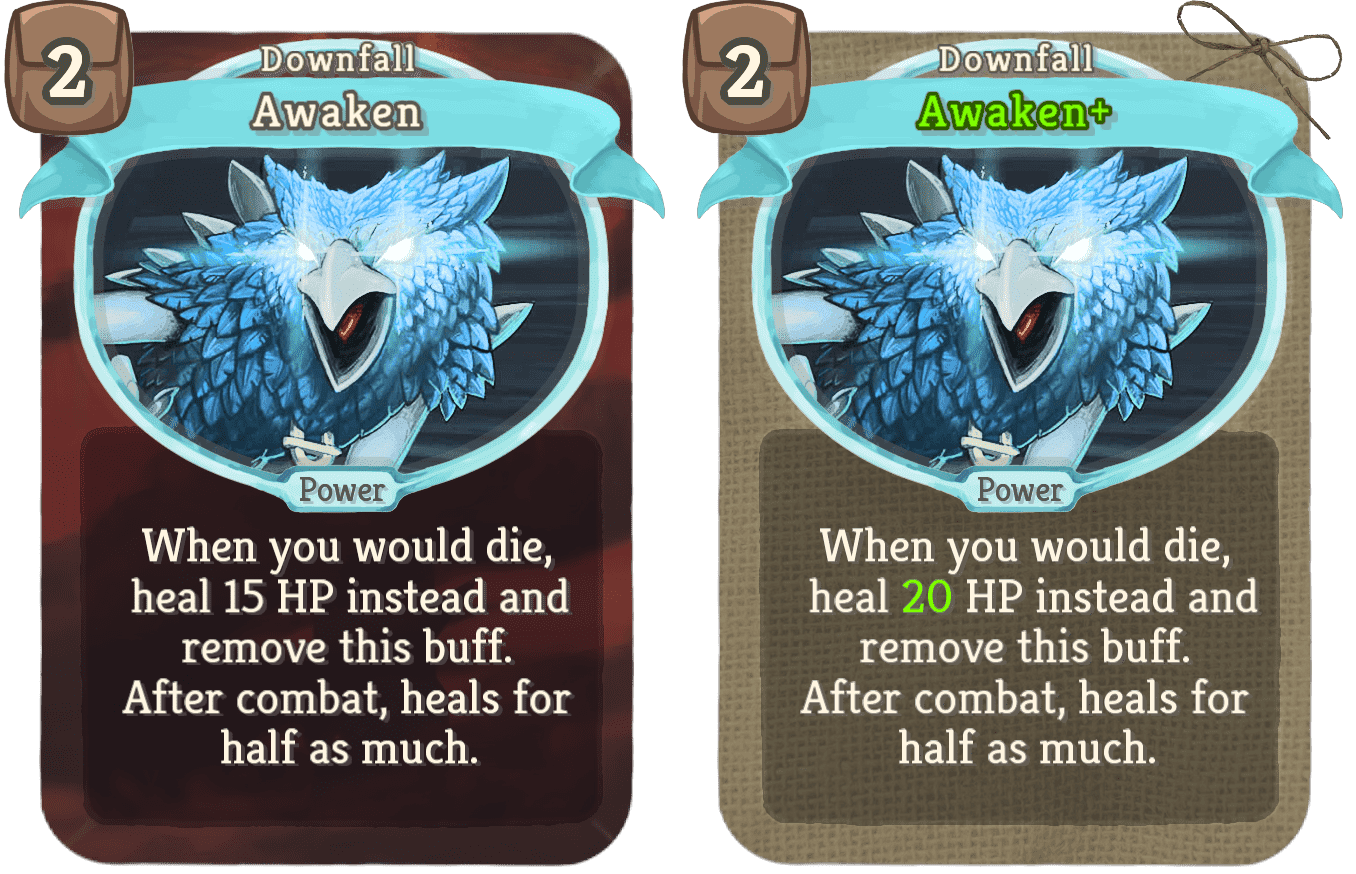 2
Downfall
Awaken
Power
When you would die,
heal 15 HP instead and
remove this buff.
After combat, heals for
half as much.
2
Downfall
Awaken+
Power
When you would die,
heal 20 HP instead and
remove this buff.
After combat, heals for
half as much.